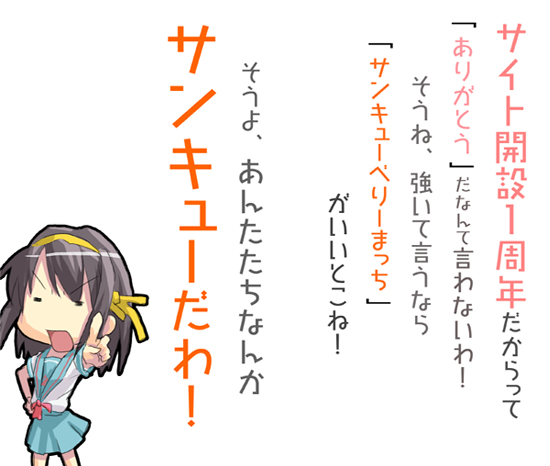 サイト開設1周年だからって
「ありがとう」だなんて言わないわ!
そうね、強いて言うなら
「サンキューベリーまっち」
がいいとこね!
そうよ、あんたたちなんか
サンキューだわ!